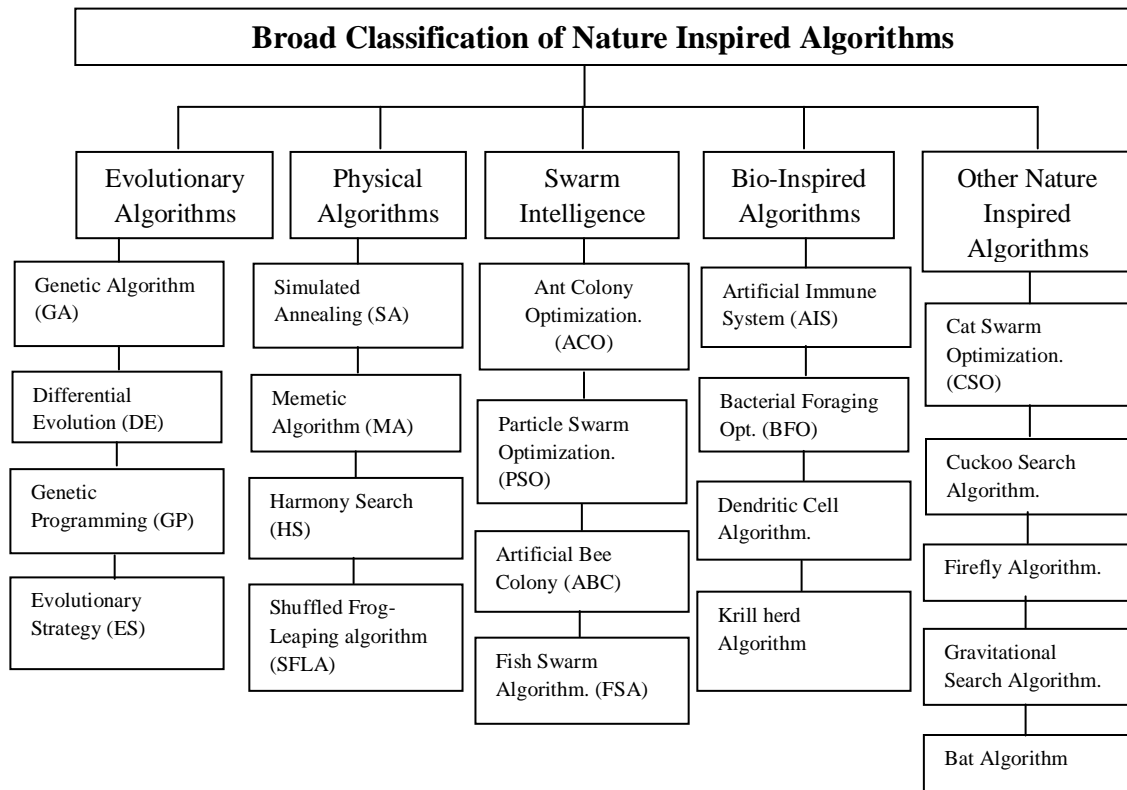 Broad Classification of Nature Inspired Algorithms
Evolutionary
Algorithms
Physical
Algorithms
Swarm
Intelligence
Bio-Inspired
Algorithms
Other Nature
Inspired
Algorithms
Genetic Algorithm
(GA)
Differential
Evolution (DE)
Genetic
Programming (GP)
Evolutionary
Strategy (ES)
Simulated
Annealing (SA)
Memetic
Algorithm (MA)
Harmony Search
(HS)
Shuffled Frog-
Leaping algorithm
(SFLA)
Ant Colony
Optimization.
(ACO)
Particle Swarm
Optimization.
(PSO)
Artificial Bee
Colony (ABC)
Fish Swarm
Algorithm. (FSA)
Artificial Immune
System (AIS)
Bacterial Foraging
Opt. (BFO)
Dendritic Cell
Algorithm.
Krill herd
Algorithm
Cat Swarm
Optimization.
(CSO)
Cuckoo Search
Algorithm.
Firefly Algorithm.
Gravitational
Search Algorithm.
Bat Algorithm